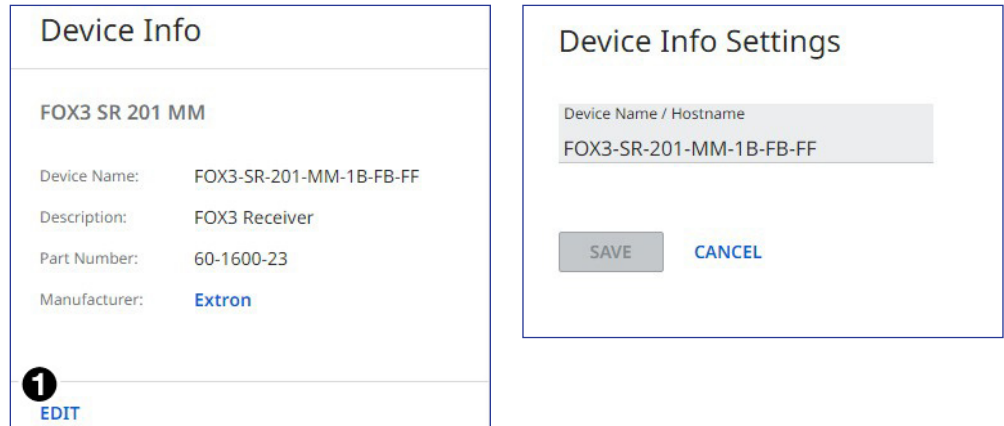 Device Info
FOX3 SR 201 MM
Device Name: FOX3-SR-201-MM-1B-FB-FF
Description: FOX3 Receiver
Part Number: 60-1600-23
Manufacturer: Extron
1
EDIT
Device Info Settings
Device Name / Hostname
FOX3-SR-201-MM-1B-FB-FF
SAVE CANCEL